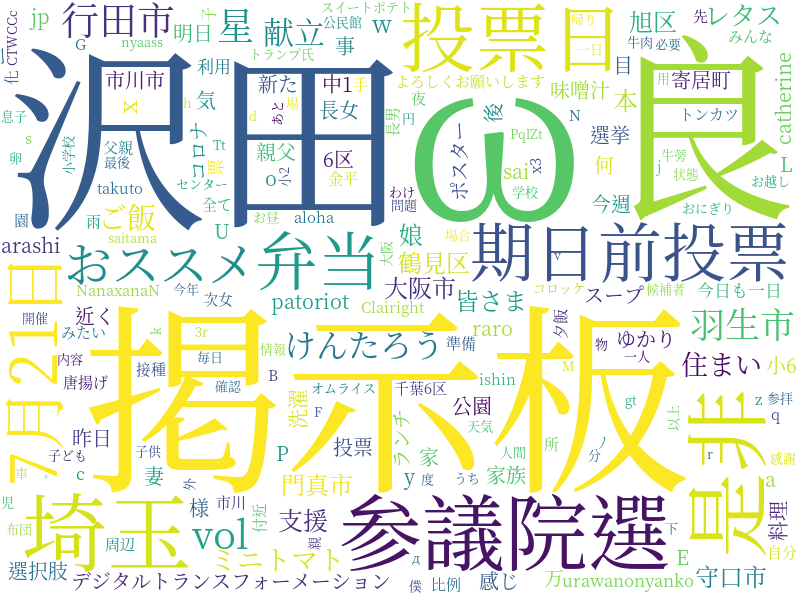 化 CTWCCc
jp
行田市
G
nyaass
子
明日
星
スイートポテト
公民館
献立
w
事
トランプ氏
投票日
帰り
一日
旭区
牛肉
必要
先
レタス
みんな
沢田
ω
良
市川市
x
新た
利用
中1
手
あと
場
よろしくお願いします
味噌汁
目
本
用
寄居町
catherine
トンカツ
息子
s
卵
h
小学校
父親
最後
takuto
コロナ
気
Tt
センター
栗
d
長女
親父
6区
o
小2
金平
全て
お昼
U
aloha
夜
長男
円
後
ポスター
sai
PqlZt
x3
学校
N
選挙
何
今週
牛蒡
状態
j
おにぎり
L
お越し
園
雨
ご飯
saitama
arashi
おススメ
弁当
わけ
問題
大阪
娘
鶴見区
期日前投票
v
7月21日
NanaxanaN
近く
今年
次女
patoriot
Clairight
大阪市
皆さま
コロッケ
候補者
今日も一日
スープ
羽生市
開催
みたい
k
3r
毎日
けんたろう
情報
準備
raro
夕飯
物
ゆかり
一人
住まい
小6
内容
唐揚げ
接種
確認
B
オムライス
F
千葉6区
ishin
M
gt
z
参拝
q
掲示板
昨日
洗濯
ランチ
公園
天気
是非
r
感謝
以上
車
子ども
子供
c
妻
P
投票
家
人間
うち
所
ノ
分
家族
y
度
門真市
a
料理
自分
児
布団
埼玉
外
様
市川
vol
付近
支援
親
参議院選
下
E
周辺
ミニトマト
選択肢
デジタルトランスフォーメーション
д
僕
比例
感じ
万
urawanonyanko
守口市